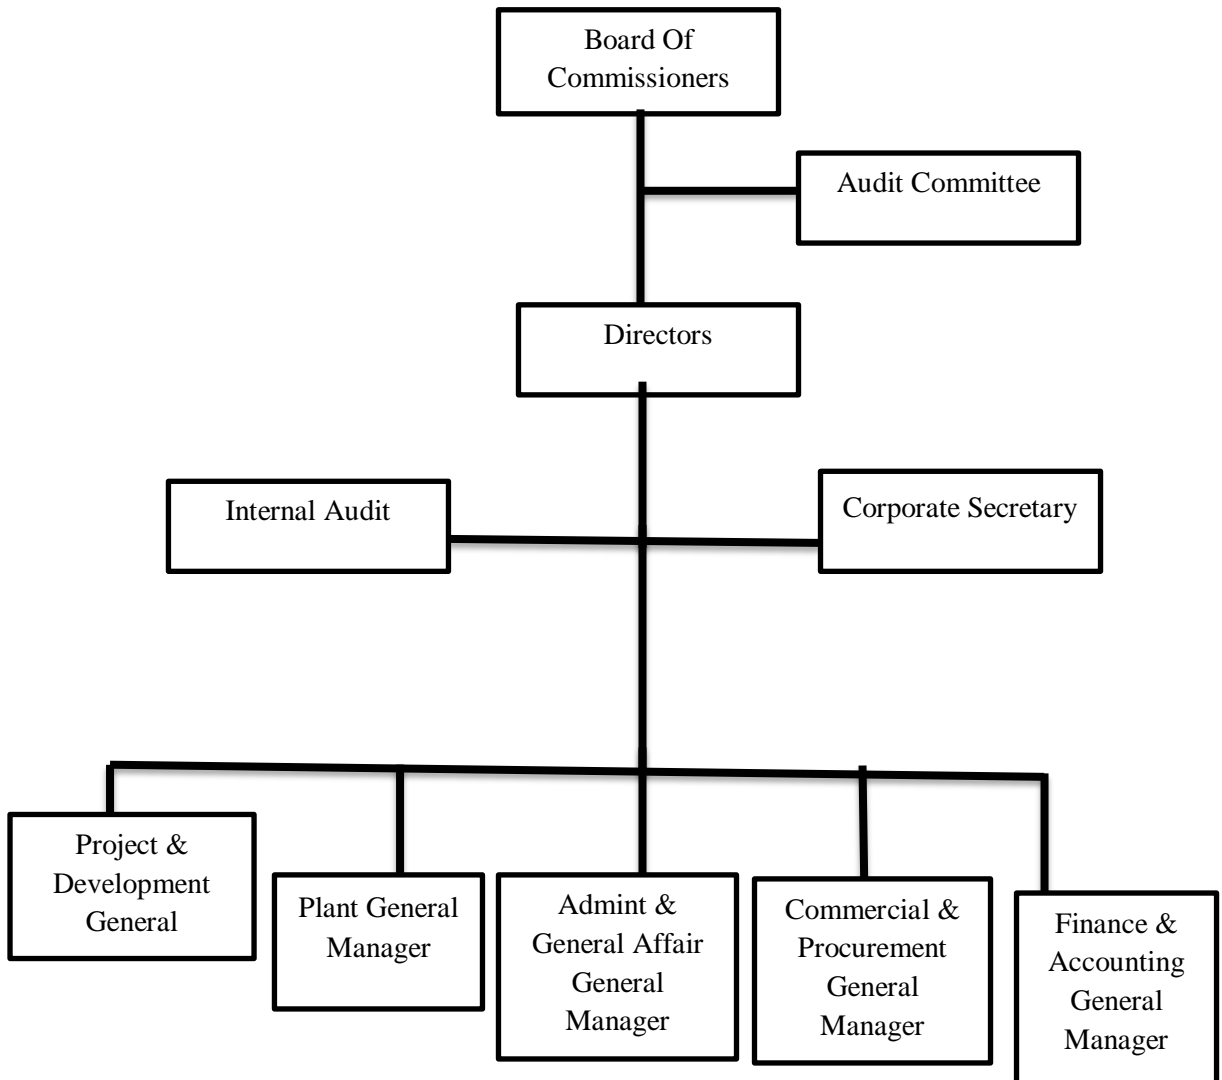 Board Of
Commissioners
Audit Committee
Directors
Internal Audit
Corporate Secretary
Project &
Development
General
Plant General
Manager
Admint &
General Affair
General
Manager
Commercial &
Procurement
General
Manager
Finance &
Accounting
General
Manager